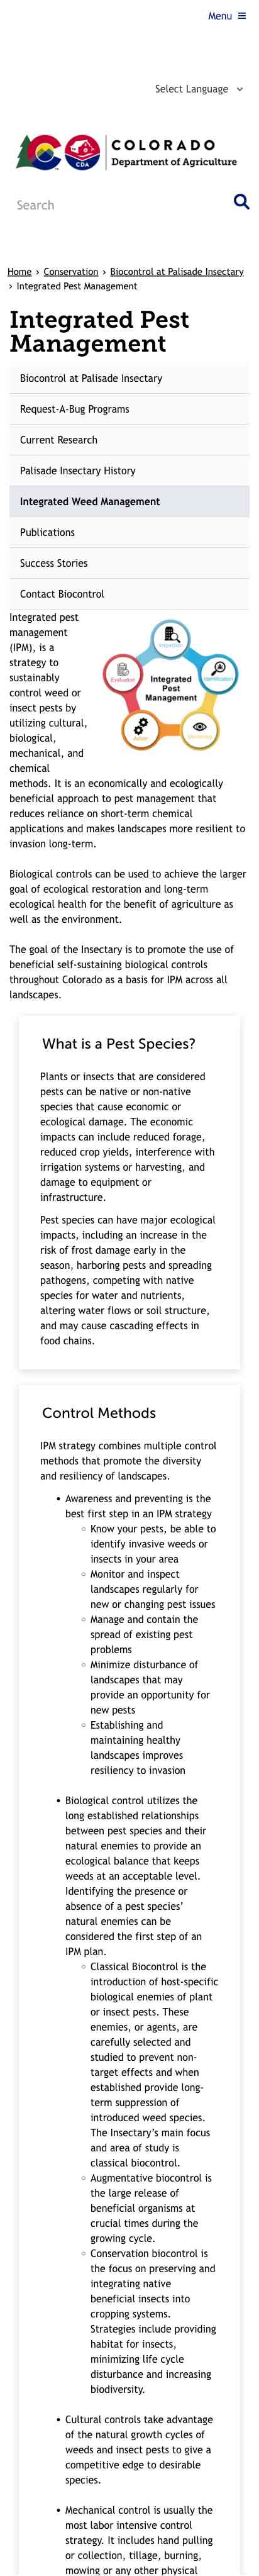 Menu
Select Language
COLORADO
Department of Agriculture
CO
CDA
Search
Home › Conservation › Biocontrol at Palisade Insectary
› Integrated Pest Management
Integrated Pest
Management
Biocontrol at Palisade Insectary
Request-A-Bug Programs
Current Research
Palisade Insectary History
Integrated Weed Management
Publications
Success Stories
Contact Biocontrol
Integrated pest
management
(IPM), is a
strategy to
sustainably
control weed or
insect pests by
utilizing cultural,
biological,
mechanical, and
chemical
Inspection
Evaluation
Identification
Integrated
Pest
Management
Action
Monitoring
methods. It is an economically and ecologically
beneficial approach to pest management that
reduces reliance on short-term chemical
applications and makes landscapes more resilient to
invasion long-term.
Biological controls can be used to achieve the larger
goal of ecological restoration and long-term
ecological health for the benefit of agriculture as
well as the environment.
The goal of the Insectary is to promote the use of
beneficial self-sustaining biological controls
throughout Colorado as a basis for IPM across all
landscapes.
What is a Pest Species?
Plants or insects that are considered
pests can be native or non-native
species that cause economic or
ecological damage. The economic
impacts can include reduced forage,
reduced crop yields, interference with
irrigation systems or harvesting, and
damage to equipment or
infrastructure.
Pest species can have major ecological
impacts, including an increase in the
risk of frost damage early in the
season, harboring pests and spreading
pathogens, competing with native
species for water and nutrients,
altering water flows or soil structure,
and may cause cascading effects in
food chains.
Control Methods
IPM strategy combines multiple control
methods that promote the diversity
and resiliency of landscapes.
• Awareness and preventing is the
best first step in an IPM strategy
○ Know your pests, be able to
identify invasive weeds or
insects in your area
○ Monitor and inspect
landscapes regularly for
new or changing pest issues
○ Manage and contain the
spread of existing pest
problems
○ Minimize disturbance of
landscapes that may
provide an opportunity for
new pests
○ Establishing and
maintaining healthy
landscapes improves
resiliency to invasion
• Biological control utilizes the
long established relationships
between pest species and their
natural enemies to provide an
ecological balance that keeps
weeds at an acceptable level.
Identifying the presence or
absence of a pest species’
natural enemies can be
considered the first step of an
IPM plan.
○ Classical Biocontrol is the
introduction of host-specific
biological enemies of plant
or insect pests. These
enemies, or agents, are
carefully selected and
studied to prevent non-
target effects and when
established provide long-
term suppression of
introduced weed species.
The Insectary’s main focus
and area of study is
classical biocontrol.
○ Augmentative biocontrol is
the large release of
beneficial organisms at
crucial times during the
growing cycle.
○ Conservation biocontrol is
the focus on preserving and
integrating native
beneficial insects into
cropping systems.
Strategies include providing
habitat for insects,
minimizing life cycle
disturbance and increasing
biodiversity.
• Cultural controls take advantage
of the natural growth cycles of
weeds and insect pests to give a
competitive edge to desirable
species.
• Mechanical control is usually the
most labor intensive control
strategy. It includes hand pulling
or collection, tillage, burning,
mowing or any other physical